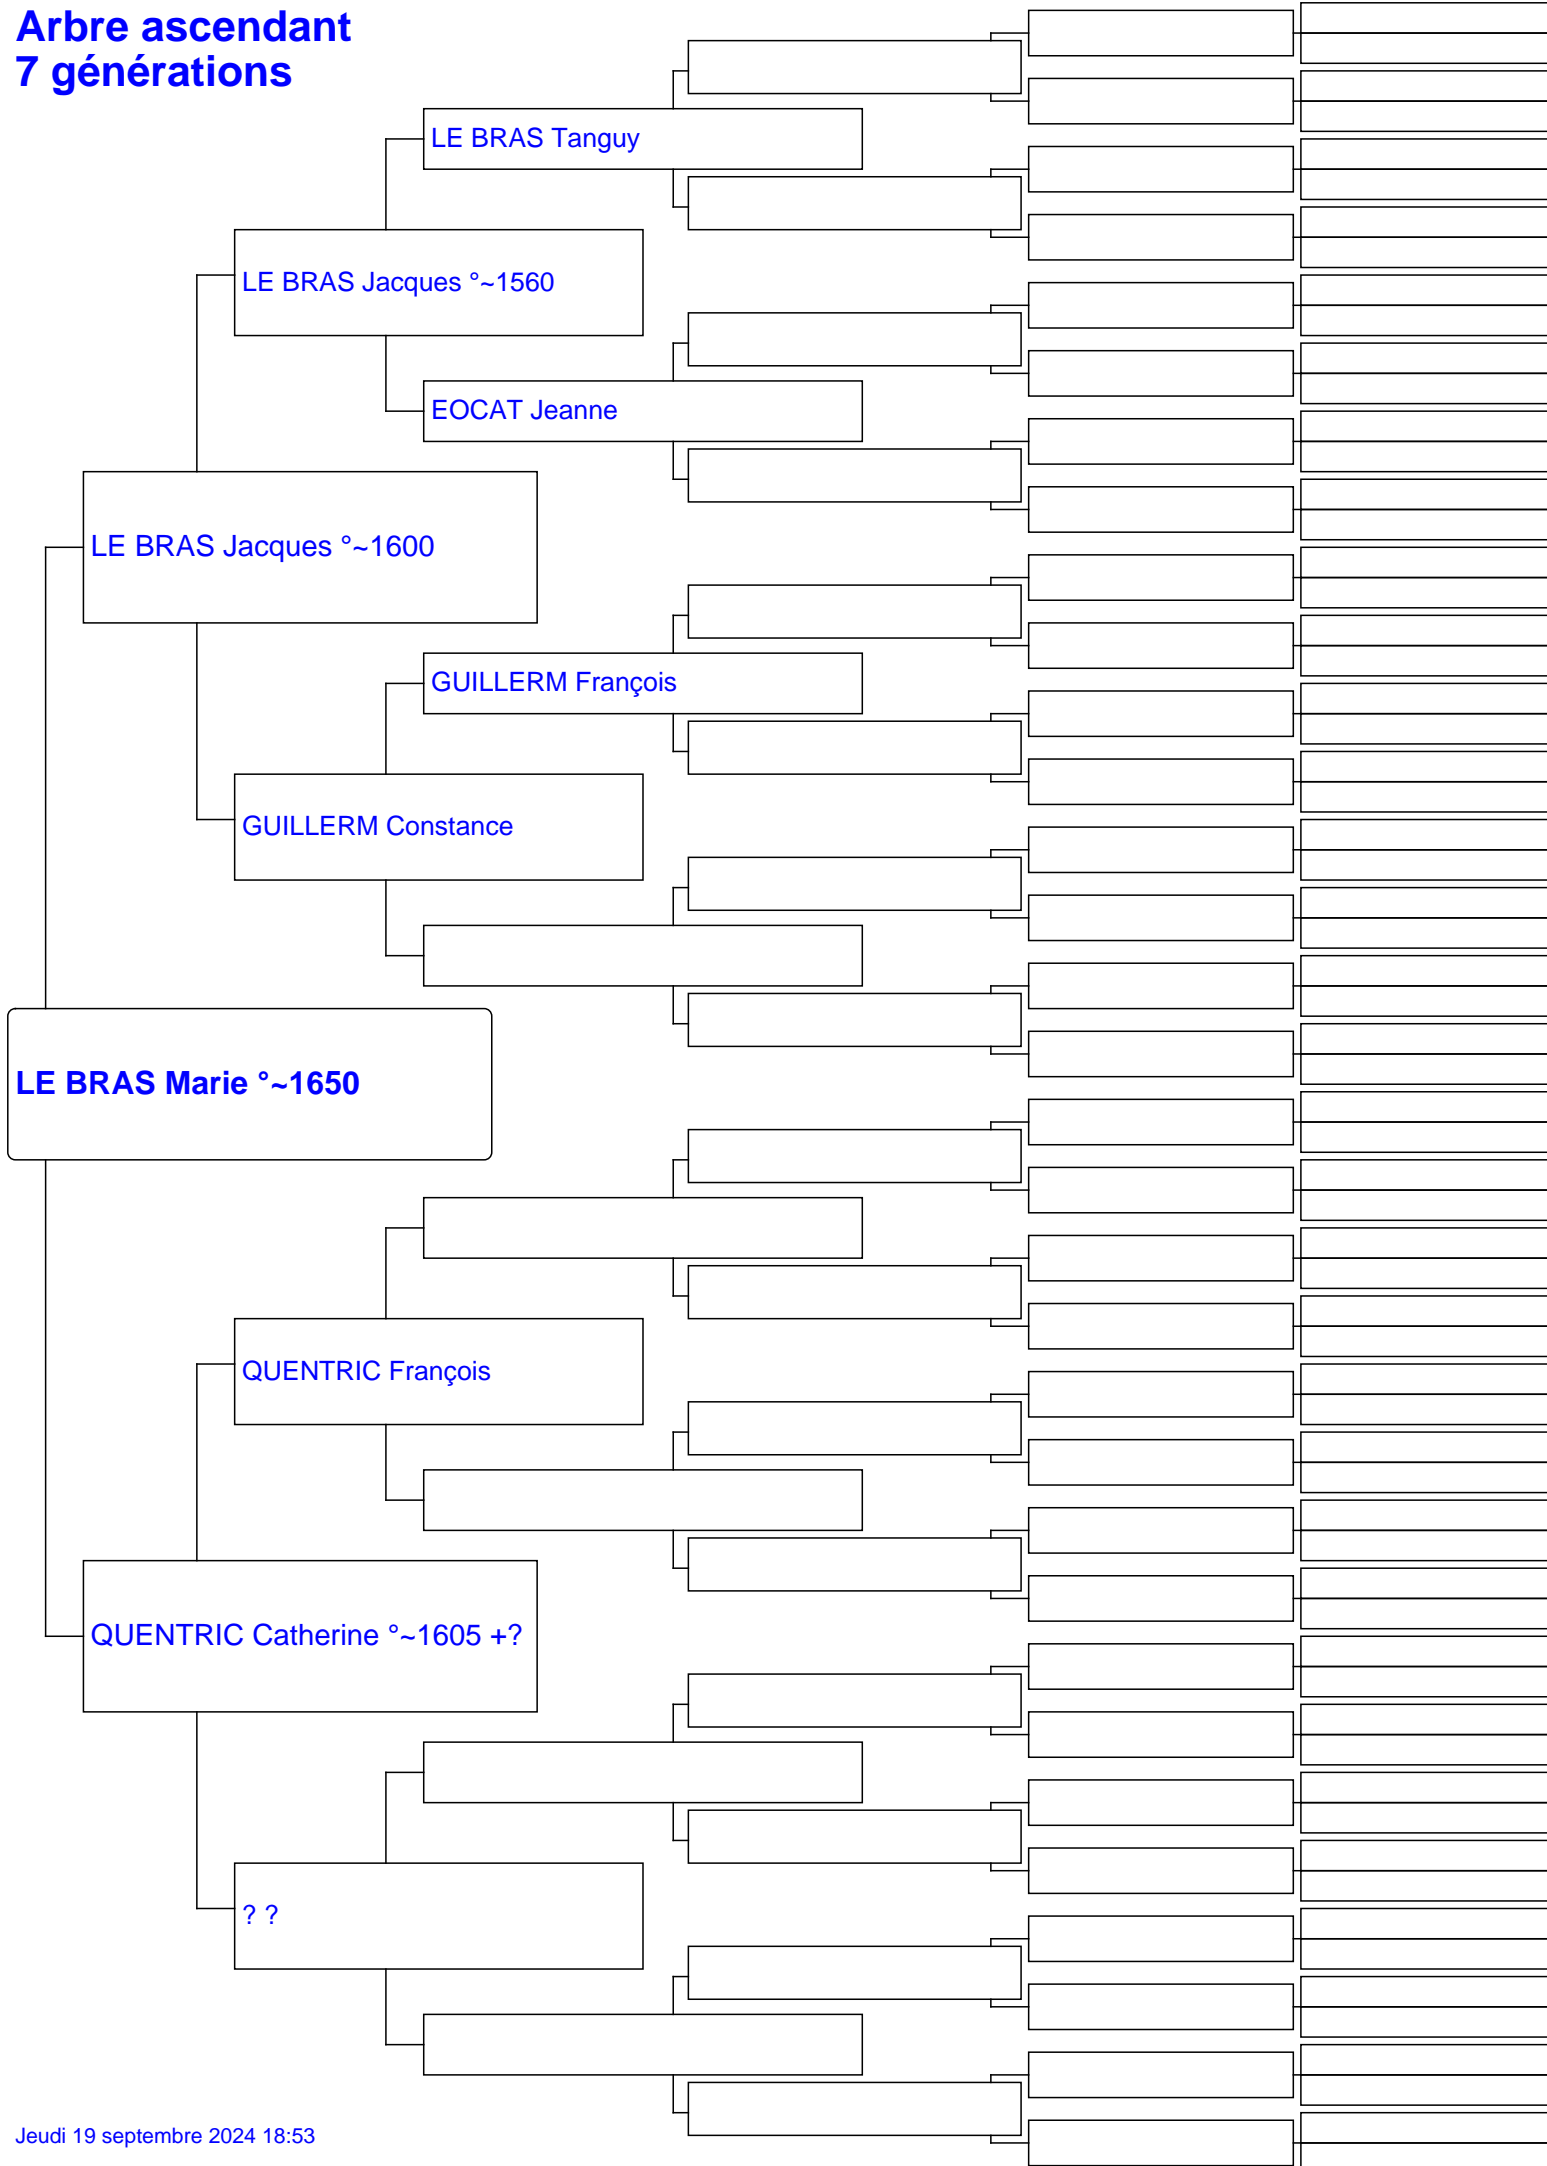 Arbre ascendant
7 générations
LE BRAS Tanguy
LE BRAS Jacques °~1560
EOCAT Jeanne
LE BRAS Jacques °~1600
GUILLERM François
GUILLERM Constance
LE BRAS Marie °~1650
QUENTRIC François
QUENTRIC Catherine °~1605 +?
? ?
Jeudi 19 septembre 2024 18:53